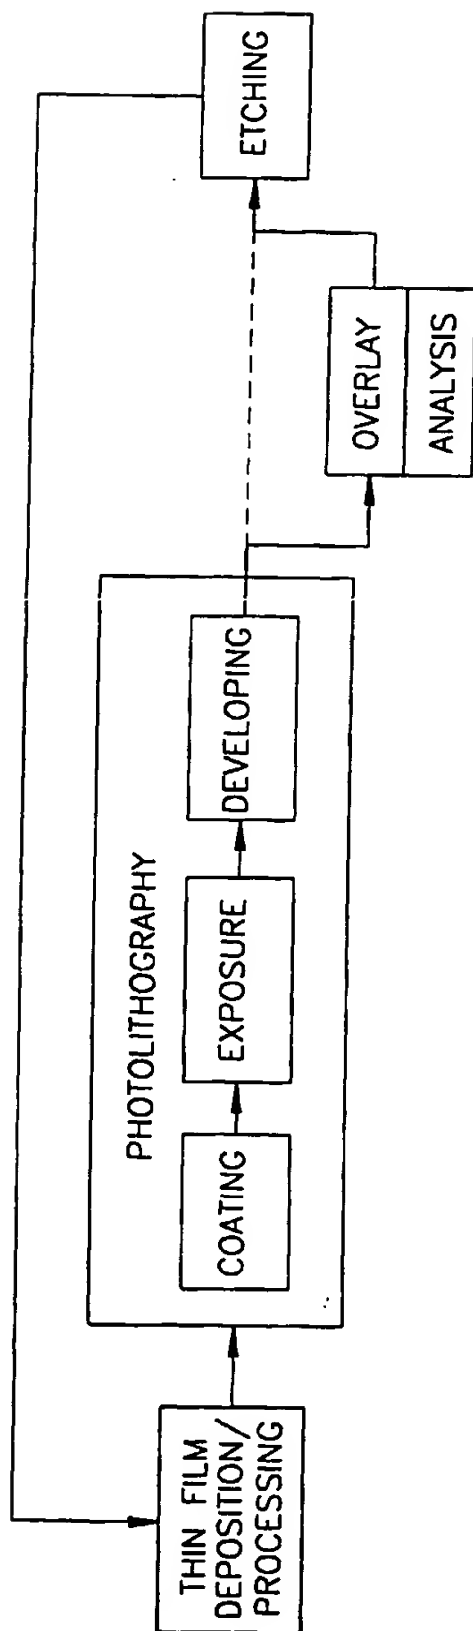 THIN FILM
DEPOSITION/
PROCESSING
PHOTOLITHOGRAPHY
COATING
EXPOSURE
DEVELOPING
OVERLAY
ANALYSIS
ETCHING